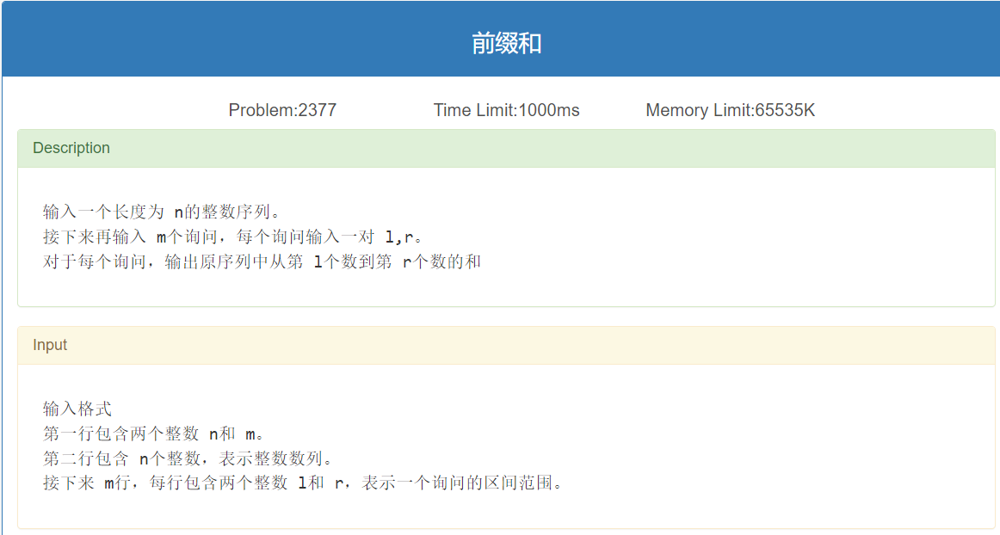 前缀和
Problem:2377 Time Limit:1000ms Memory Limit:65535K
Description
输入一个长度为 n的整数序列。
接下来再输入 m个询问，每个询问输入一对 l,r。
对于每个询问，输出原序列中从第 l个数到第 r个数的和
Input
输入格式
第一行包含两个整数 n和 m。
第二行包含 n个整数，表示整数数列。
接下来 m行，每行包含两个整数 l和 r，表示一个询问的区间范围。